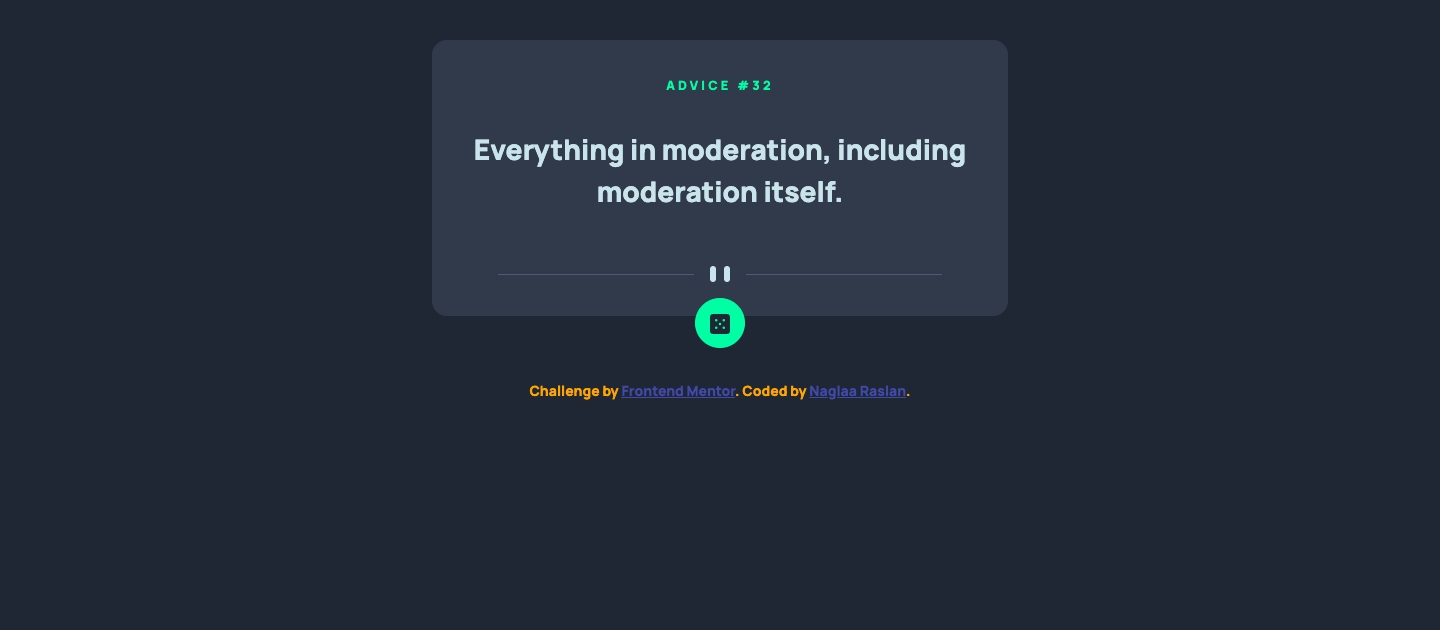 ADVICE #32
Everything in moderation, including
moderation itself.
Challenge by Frontend Mentor. Coded by Naglaa Raslan.